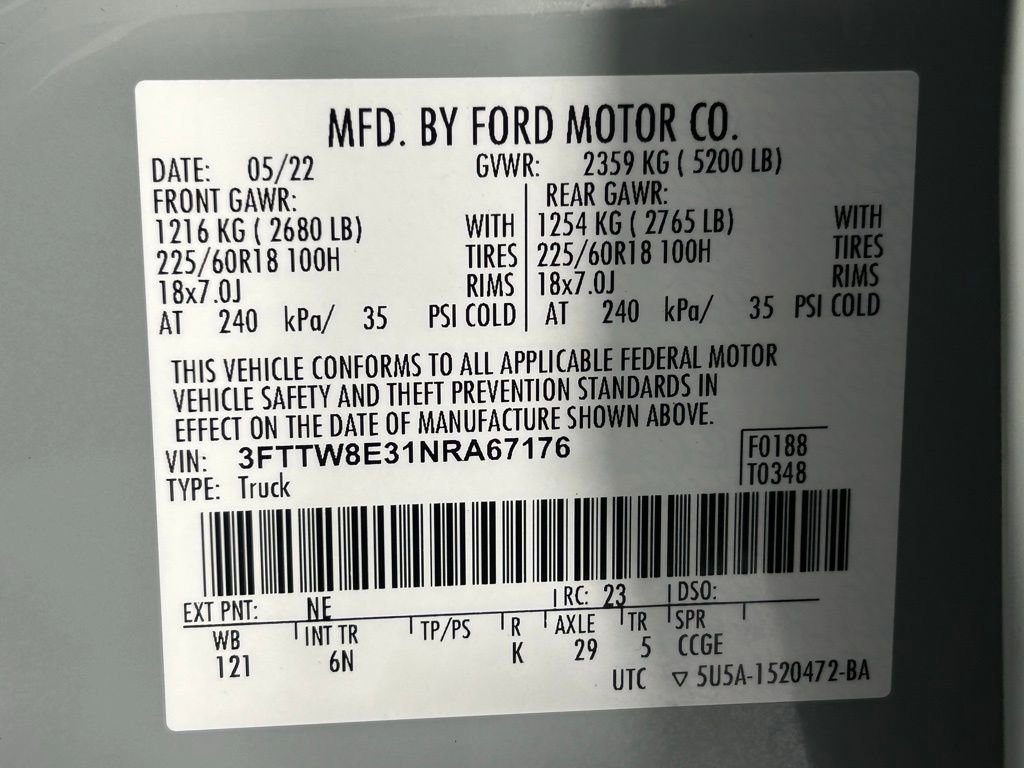 MFD. BY FORD MOTOR CO.
DATE: 05/22 GVWR: 2359 KG ( 5200 LB)
FRONT GAWR: REAR GAWR:
1216 KG ( 2680 LB) WITH 1254 KG ( 2765 LB) WITH
225/60R18 100H TIRES 225/60R18 100H TIRES
18x7.0J RIMS 18x7.0J RIMS
AT 240 kPa/ 35 PSI COLD AT 240 kPa/ 35 PSI COLD
THIS VEHICLE CONFORMS TO ALL APPLICABLE FEDERAL MOTOR
VEHICLE SAFETY AND THEFT PREVENTION STANDARDS IN
EFFECT ON THE DATE OF MANUFACTURE SHOWN ABOVE.
VIN: 3FTTW8E31NRA67176 F0188
TYPE: Truck T0348
EXT PNT: NE RC: 23 DSO:
WB INT TR TP/PS R AXLE TR SPR
121 6N K 29 5 CCGE
UTC ▽ 5U5A-1520472-BA